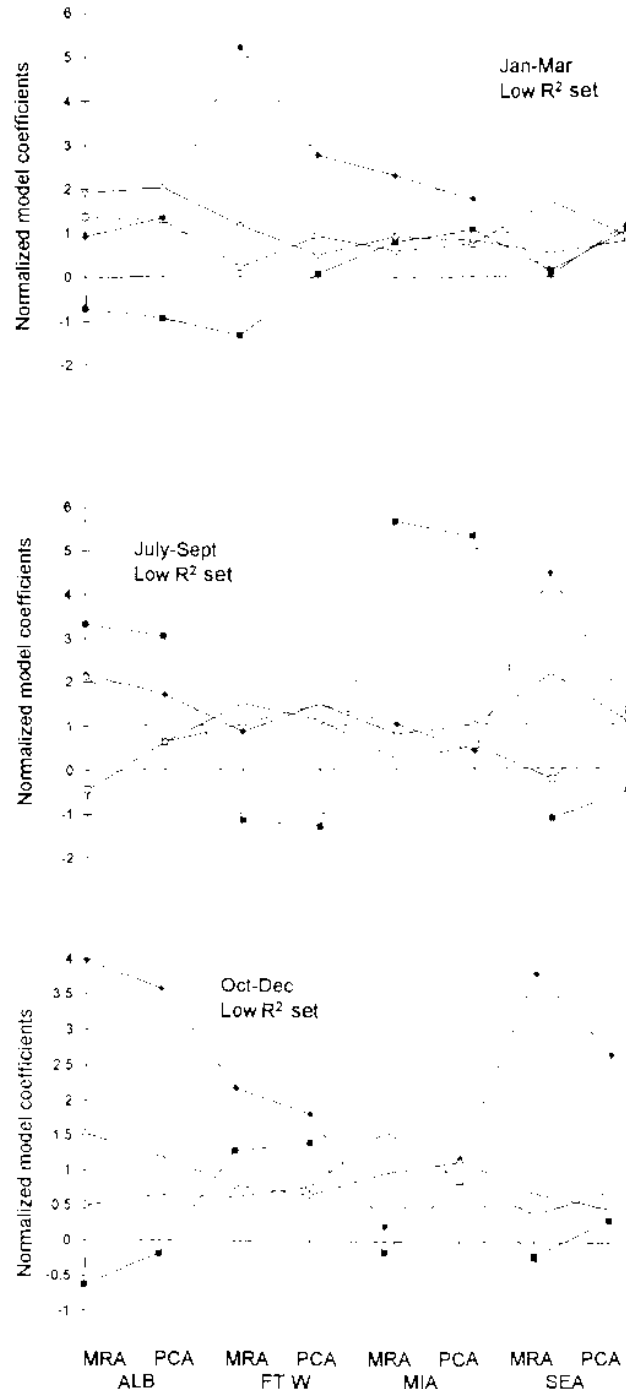 6
Jan-Mar
Low R² set
5
4
3
2
1
0
-1
-2
Normalized model coefficients
6
July-Sept
Low R² set
5
4
3
2
1
0
-1
-2
Normalized model coefficients
4
Oct-Dec
Low R² set
3.5
3
2.5
2
1.5
1
0.5
0
-0.5
-1
Normalized model coefficients
MRA PCA MRA PCA MRA PCA MRA PCA
ALB FT W MIA SEA